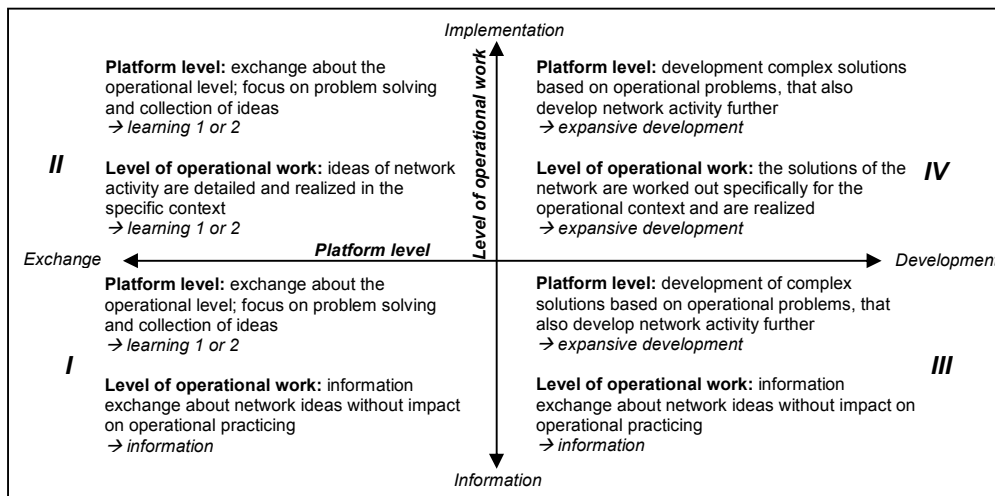 Implementation
Platform level: exchange about the
operational level; focus on problem solving
and collection of ideas
→ learning 1 or 2
II
Level of operational work: ideas of network
activity are detailed and realized in the
specific context
→ learning 1 or 2
Level of operational work
Platform level: development complex solutions
based on operational problems, that also
develop network activity further
→ expansive development
Level of operational work: the solutions of the
network are worked out specifically for the
operational context and are realized
→ expansive development
IV
Exchange
Platform level
Development
Platform level: exchange about the
operational level; focus on problem solving
and collection of ideas
→ learning 1 or 2
I
Level of operational work: information
exchange about network ideas without impact
on operational practicing
→ information
Platform level: development of complex
solutions based on operational problems, that
also develop network activity further
→ expansive development
III
Level of operational work: information
exchange about network ideas without impact on
operational practicing
→ information
Information